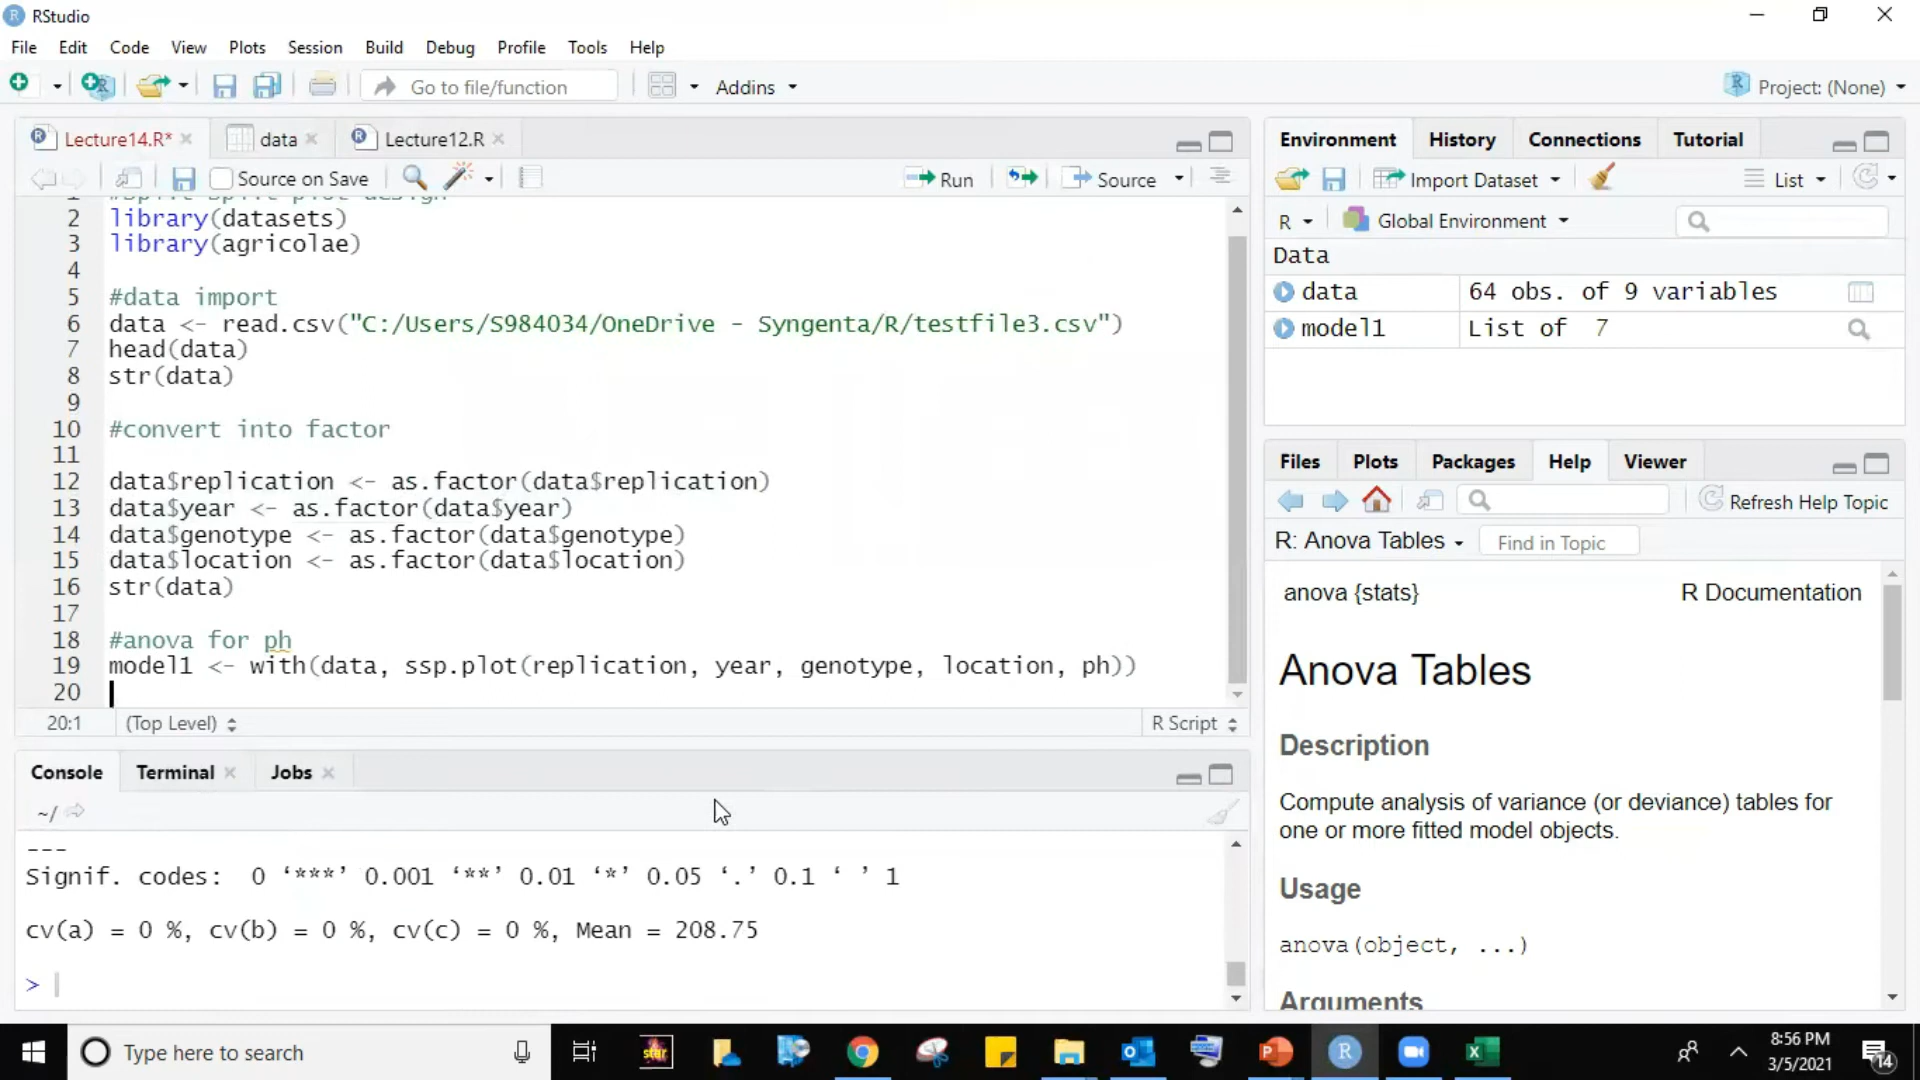 RStudio
File Edit Code View Plots Session Build Debug Profile Tools Help
Go to file/function Addins Project: (None)
Lecture14.R* data Lecture12.R
Source on Save Run Source
2 library(datasets)
3 library(agricolae)
4
5 #data import
6 data <- read.csv("C:/Users/S984034/OneDrive - Syngenta/R/testfile3.csv")
7 head(data)
8 str(data)
9
10 #convert into factor
11
12 data$replication <- as.factor(data$replication)
13 data$year <- as.factor(data$year)
14 data$genotype <- as.factor(data$genotype)
15 data$location <- as.factor(data$location)
16 str(data)
17
18 #anova for ph
19 model1 <- with(data, ssp.plot(replication, year, genotype, location, ph))
20
20:1 (Top Level) R Script
Console Terminal Jobs
~/
---
Signif. codes:  0 ‘***’ 0.001 ‘**’ 0.01 ‘*’ 0.05 ‘.’ 0.1 ‘ ’ 1
cv(a) = 0 %, cv(b) = 0 %, cv(c) = 0 %, Mean = 208.75
>
Environment History Connections Tutorial
Import Dataset List
R Global Environment
Data
data 64 obs. of 9 variables
model1 List of 7
Files Plots Packages Help Viewer
Refresh Help Topic
R: Anova Tables Find in Topic
anova {stats} R Documentation
Anova Tables
Description
Compute analysis of variance (or deviance) tables for
one or more fitted model objects.
Usage
anova(object, ...)
Arguments
Type here to search
8:56 PM
3/5/2021
14